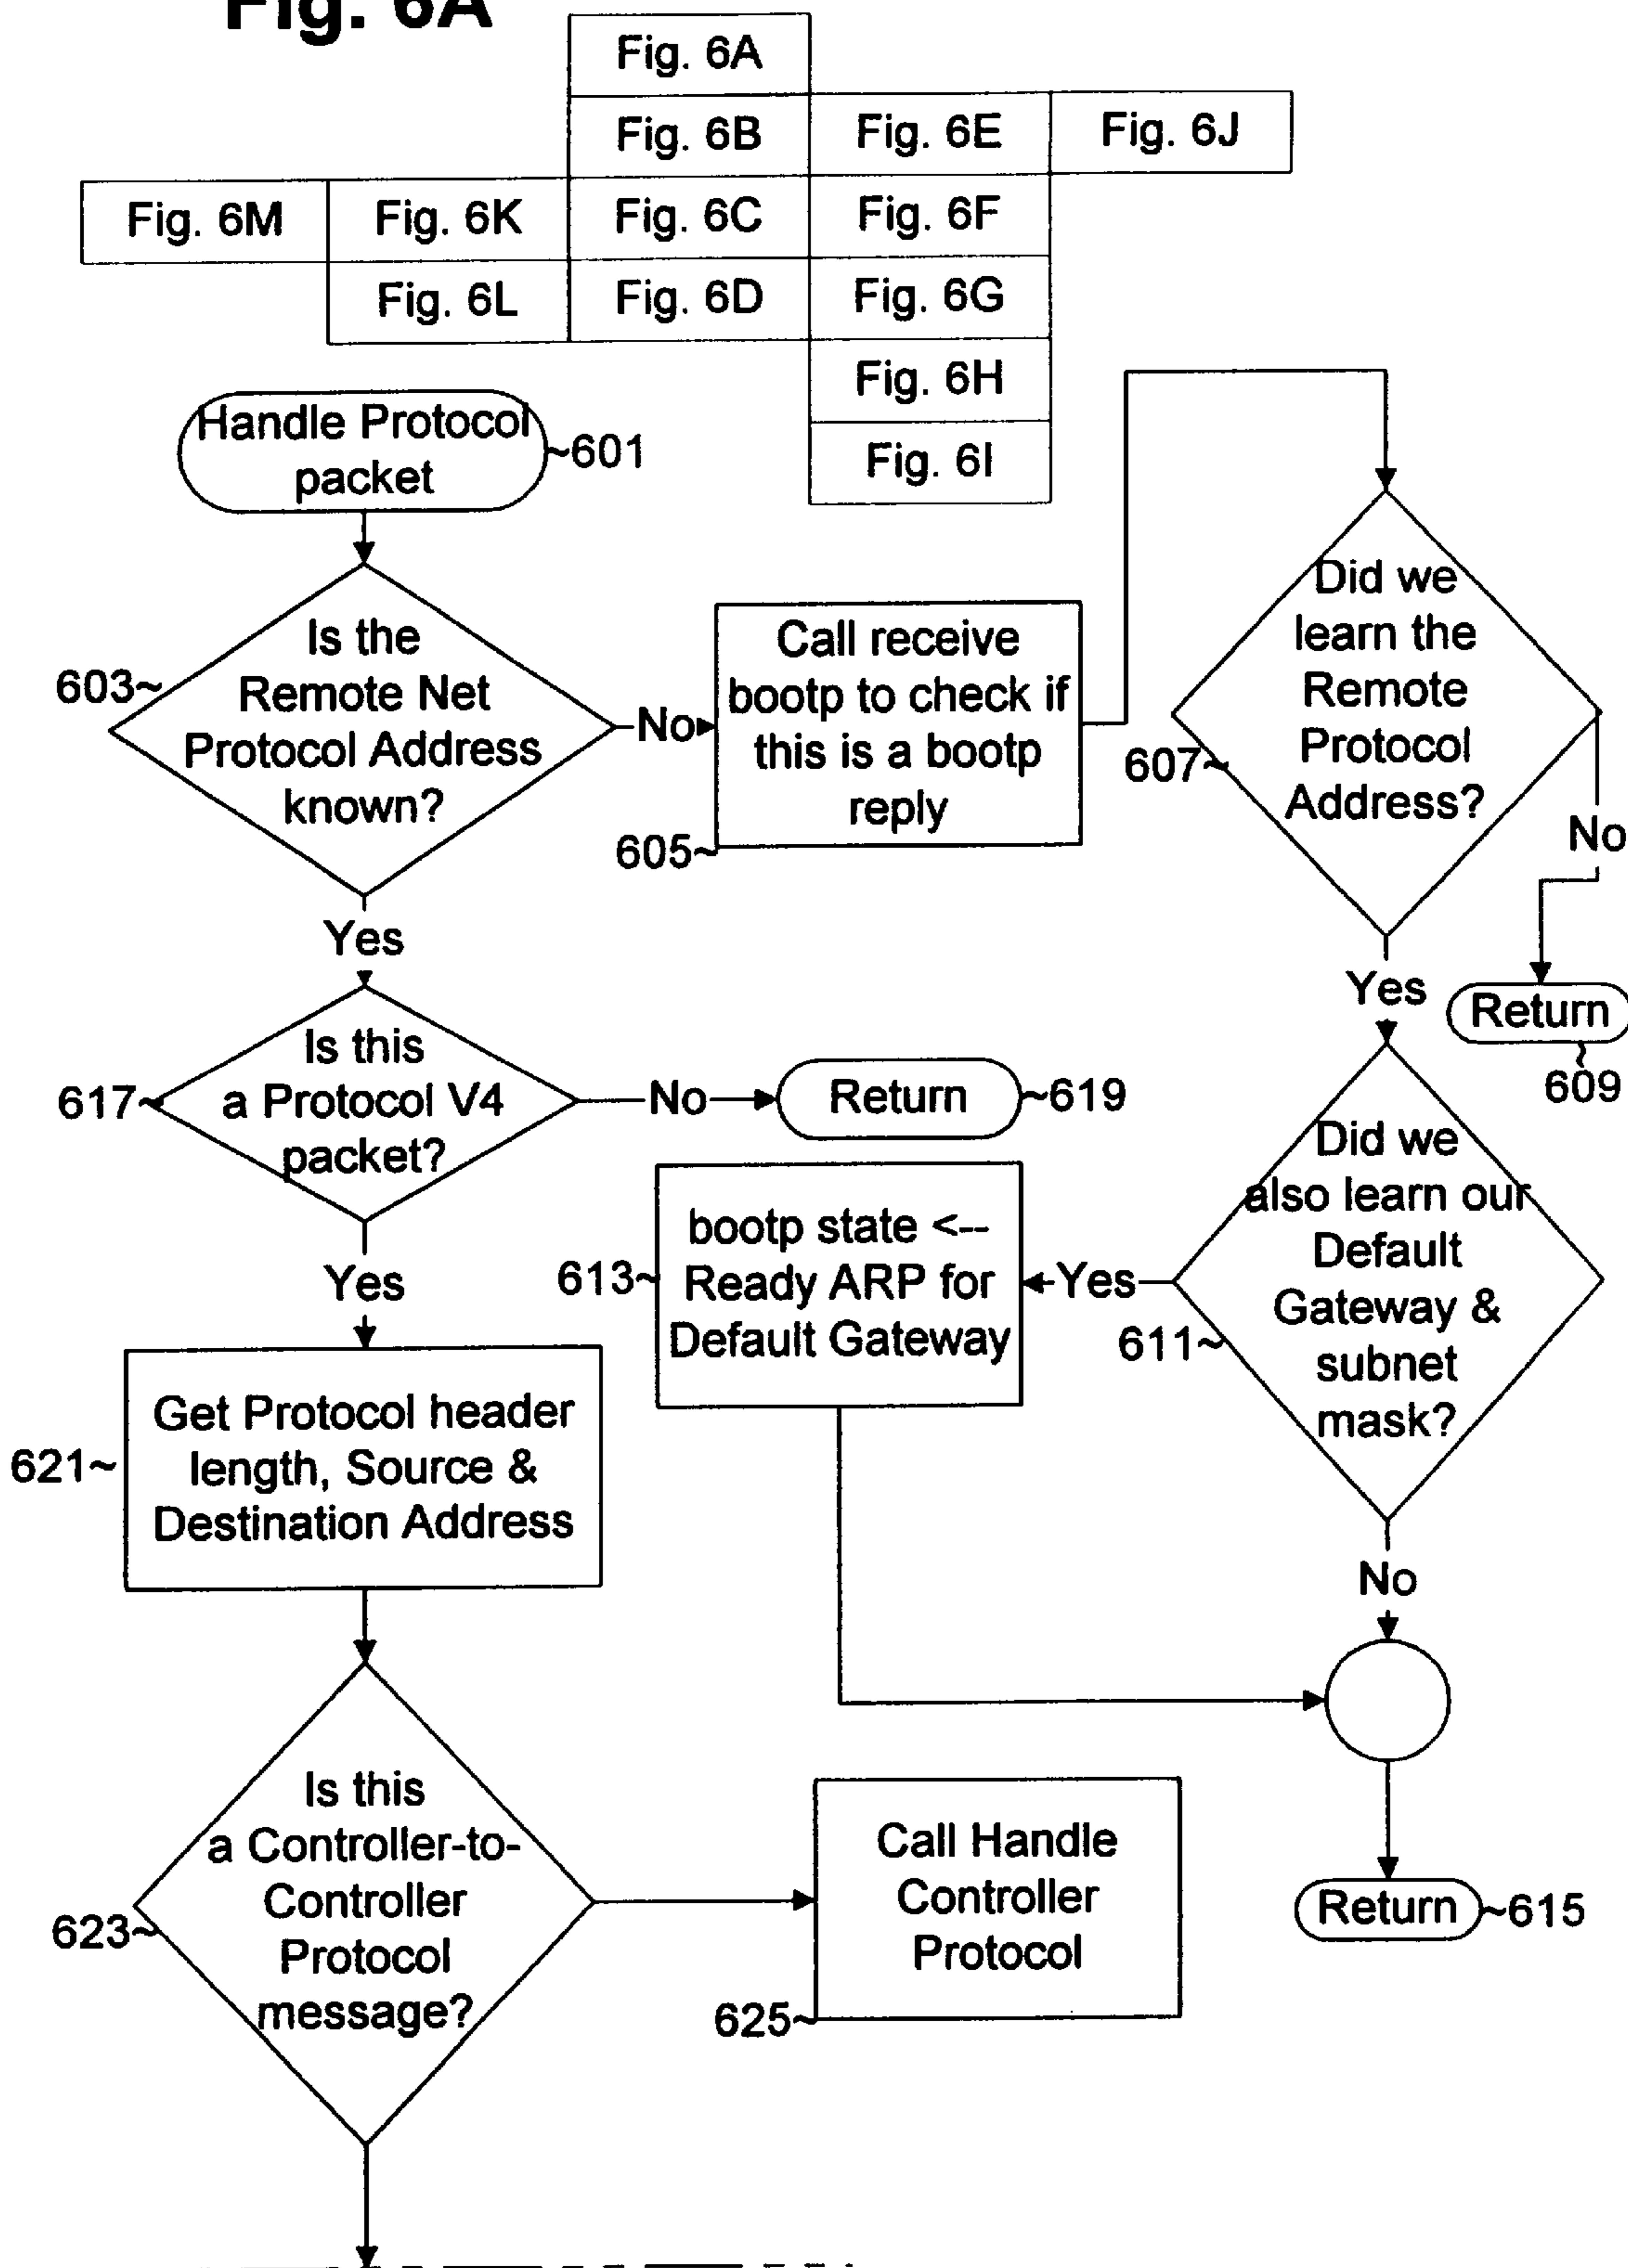 Fig. 6A
Fig. 6A
Fig. 6B Fig. 6E Fig. 6J
Fig. 6M Fig. 6K Fig. 6C Fig. 6F
Fig. 6L Fig. 6D Fig. 6G
Fig. 6H
Fig. 6I
Handle Protocol
packet
~601
Is the
Remote Net
Protocol Address
known?
603~
No
Call receive
bootp to check if
this is a bootp
reply
605~
Did we
learn the
Remote
Protocol
Address?
607~
No
Return
609
Yes
Yes
Is this
a Protocol V4
packet?
617~
No
Return
~619
Did we
also learn our
Default
Gateway &
subnet
mask?
611~
Yes
bootp state <--
Ready ARP for
Default Gateway
613~
Yes
Get Protocol header
length, Source &
Destination Address
621~
No
Is this
a Controller-to-
Controller
Protocol
message?
623~
Call Handle
Controller
Protocol
625~
Return
~615